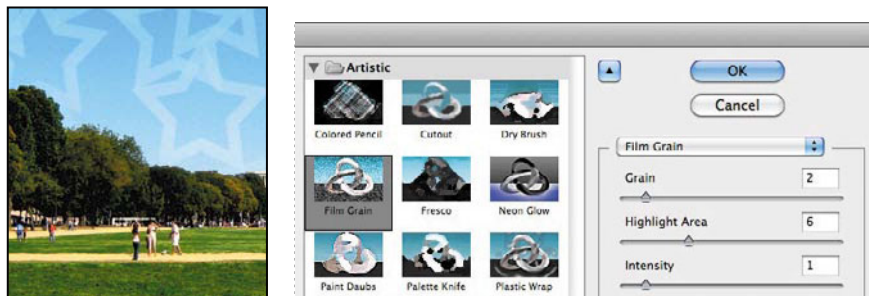 Artistic
Colored Pencil Cutout Dry Brush
Film Grain Fresco Neon Glow
Paint Daubs Palette Knife Plastic Wrap
OK
Cancel
Film Grain
Grain 2
Highlight Area 6
Intensity 1